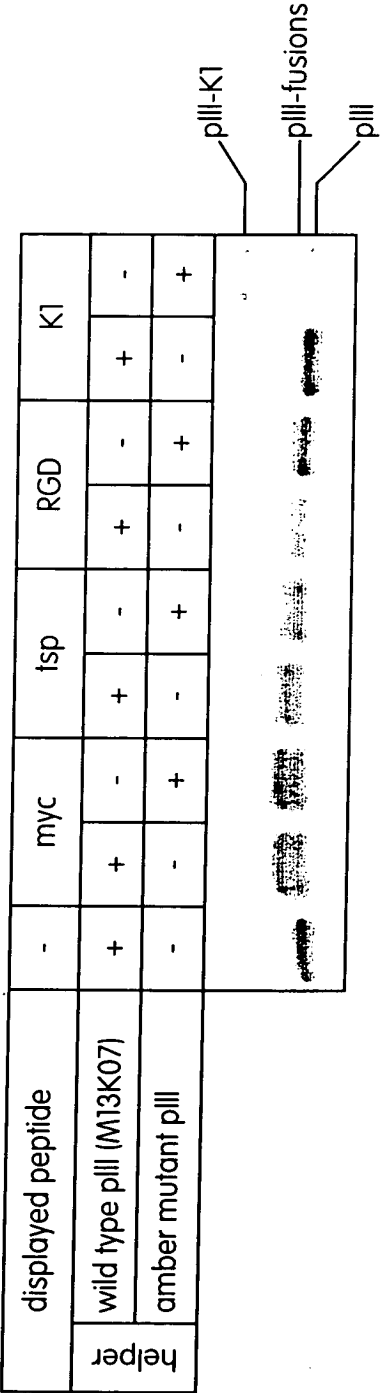 displayed peptide - myc tsp RGD K1
helper
wild type pIII (M13K07) + + - + - + - + -
amber mutant pIII - - + - + - + - +
pIII-K1
pIII-fusions
pIII